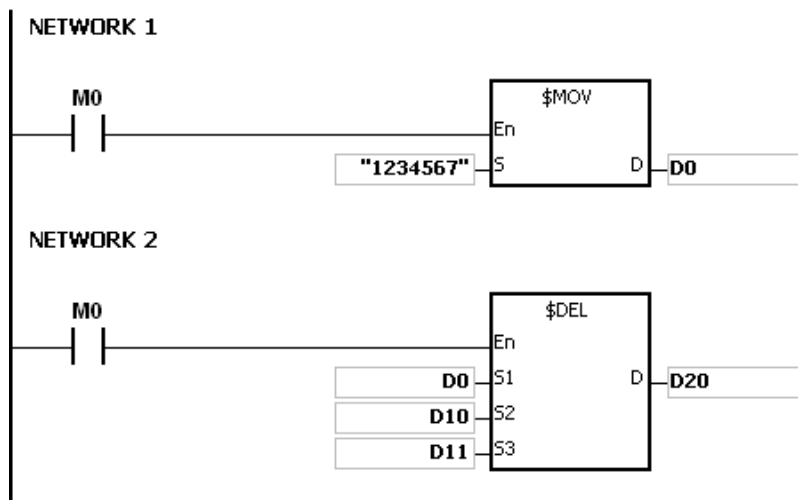 NETWORK 1
M0
$MOV
En
"1234567" S D D0
NETWORK 2
M0
$DEL
En
D0 S1 D D20
D10 S2
D11 S3